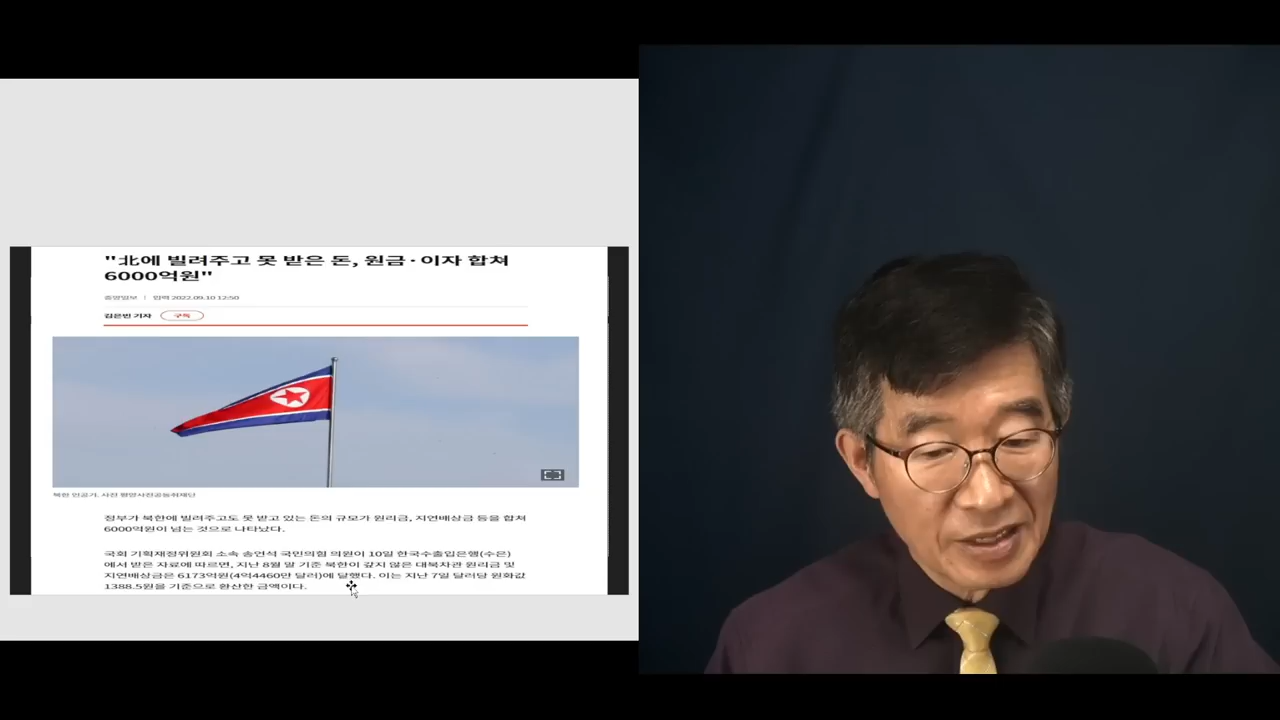 "北에 빌려주고 못 받은 돈, 원금·이자 합쳐
6000억원"
중앙일보 | 입력 2022.09.10 12:50
김은빈 기자 구독
북한 인공기. 사진 평양사진공동취재단
정부가 북한에 빌려주고도 못 받고 있는 돈의 규모가 원리금, 지연배상금 등을 합쳐
6000억원이 넘는 것으로 나타났다.
국회 기획재정위원회 소속 송언석 국민의힘 의원이 10일 한국수출입은행(수은)
에서 받은 자료에 따르면, 지난 8월 말 기준 북한이 갚지 않은 대북차관 원리금 및
지연배상금은 6173억원(4억4460만 달러)에 달했다. 이는 지난 7일 달러당 원화값
1388.5원을 기준으로 환산한 금액이다.